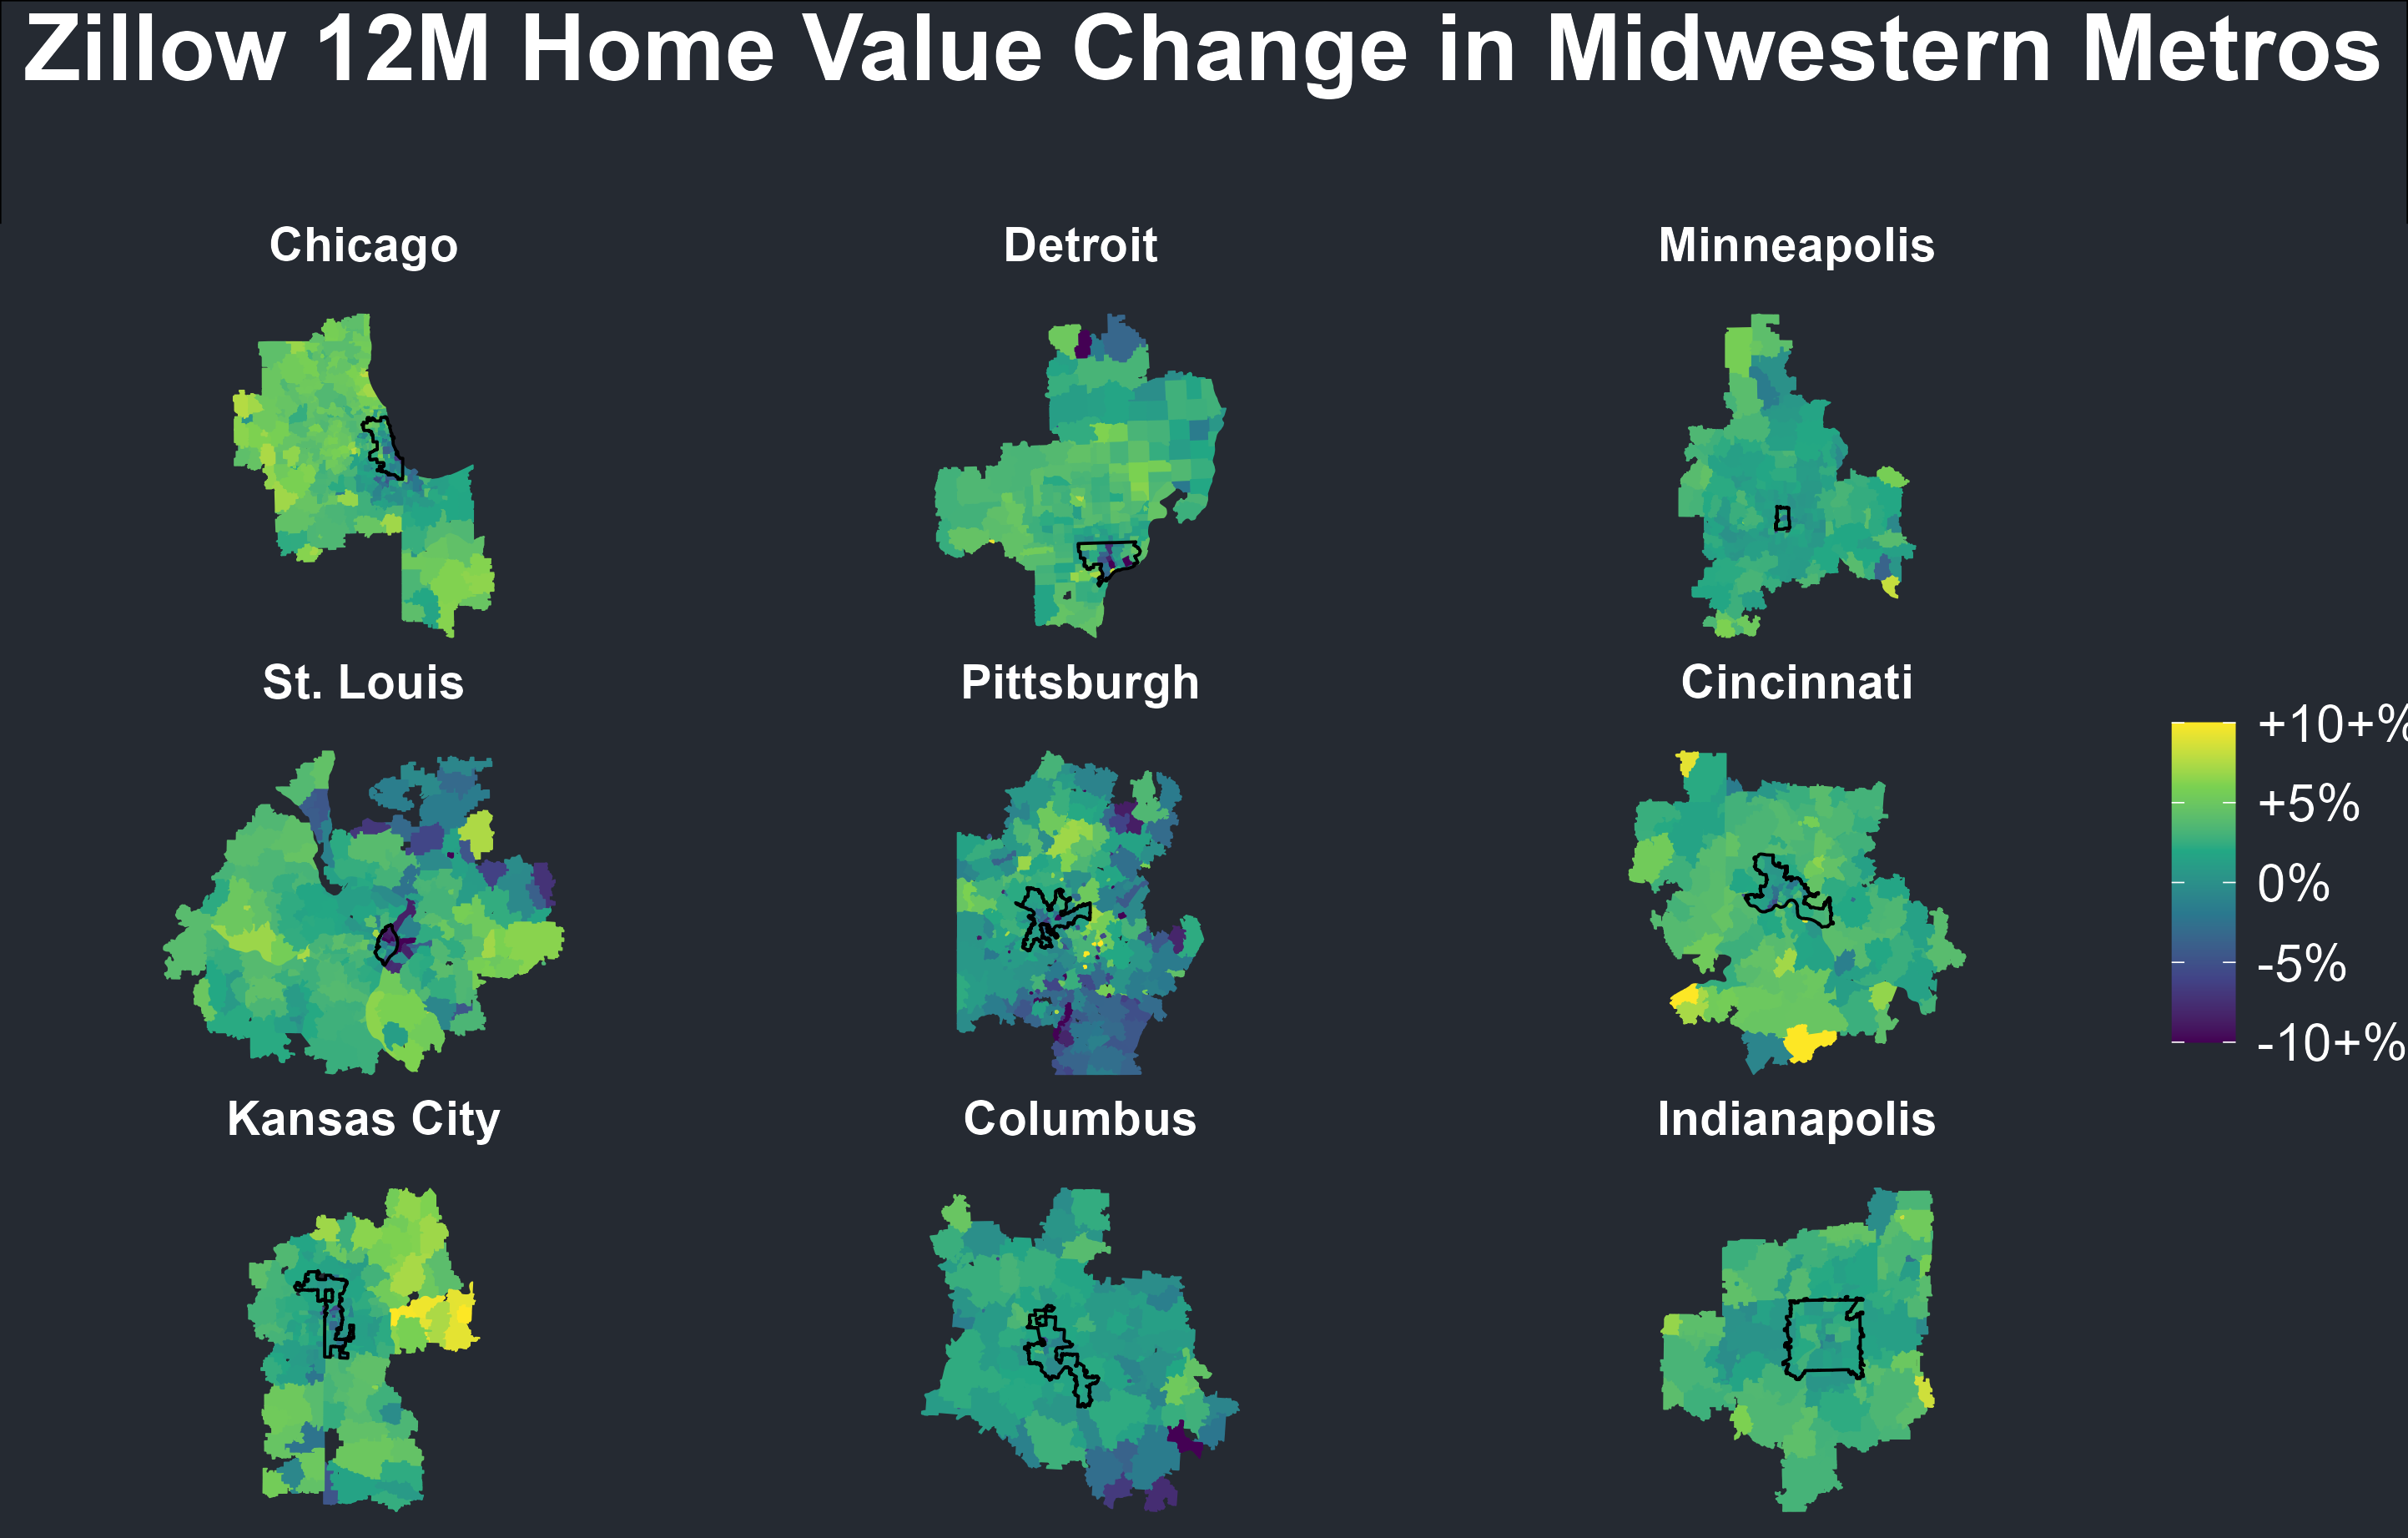 Zillow 12M Home Value Change in Midwestern Metros
Chicago
Detroit
Minneapolis
St. Louis
Pittsburgh
Cincinnati
+10+%
+5%
0%
-5%
-10+%
Kansas City
Columbus
Indianapolis